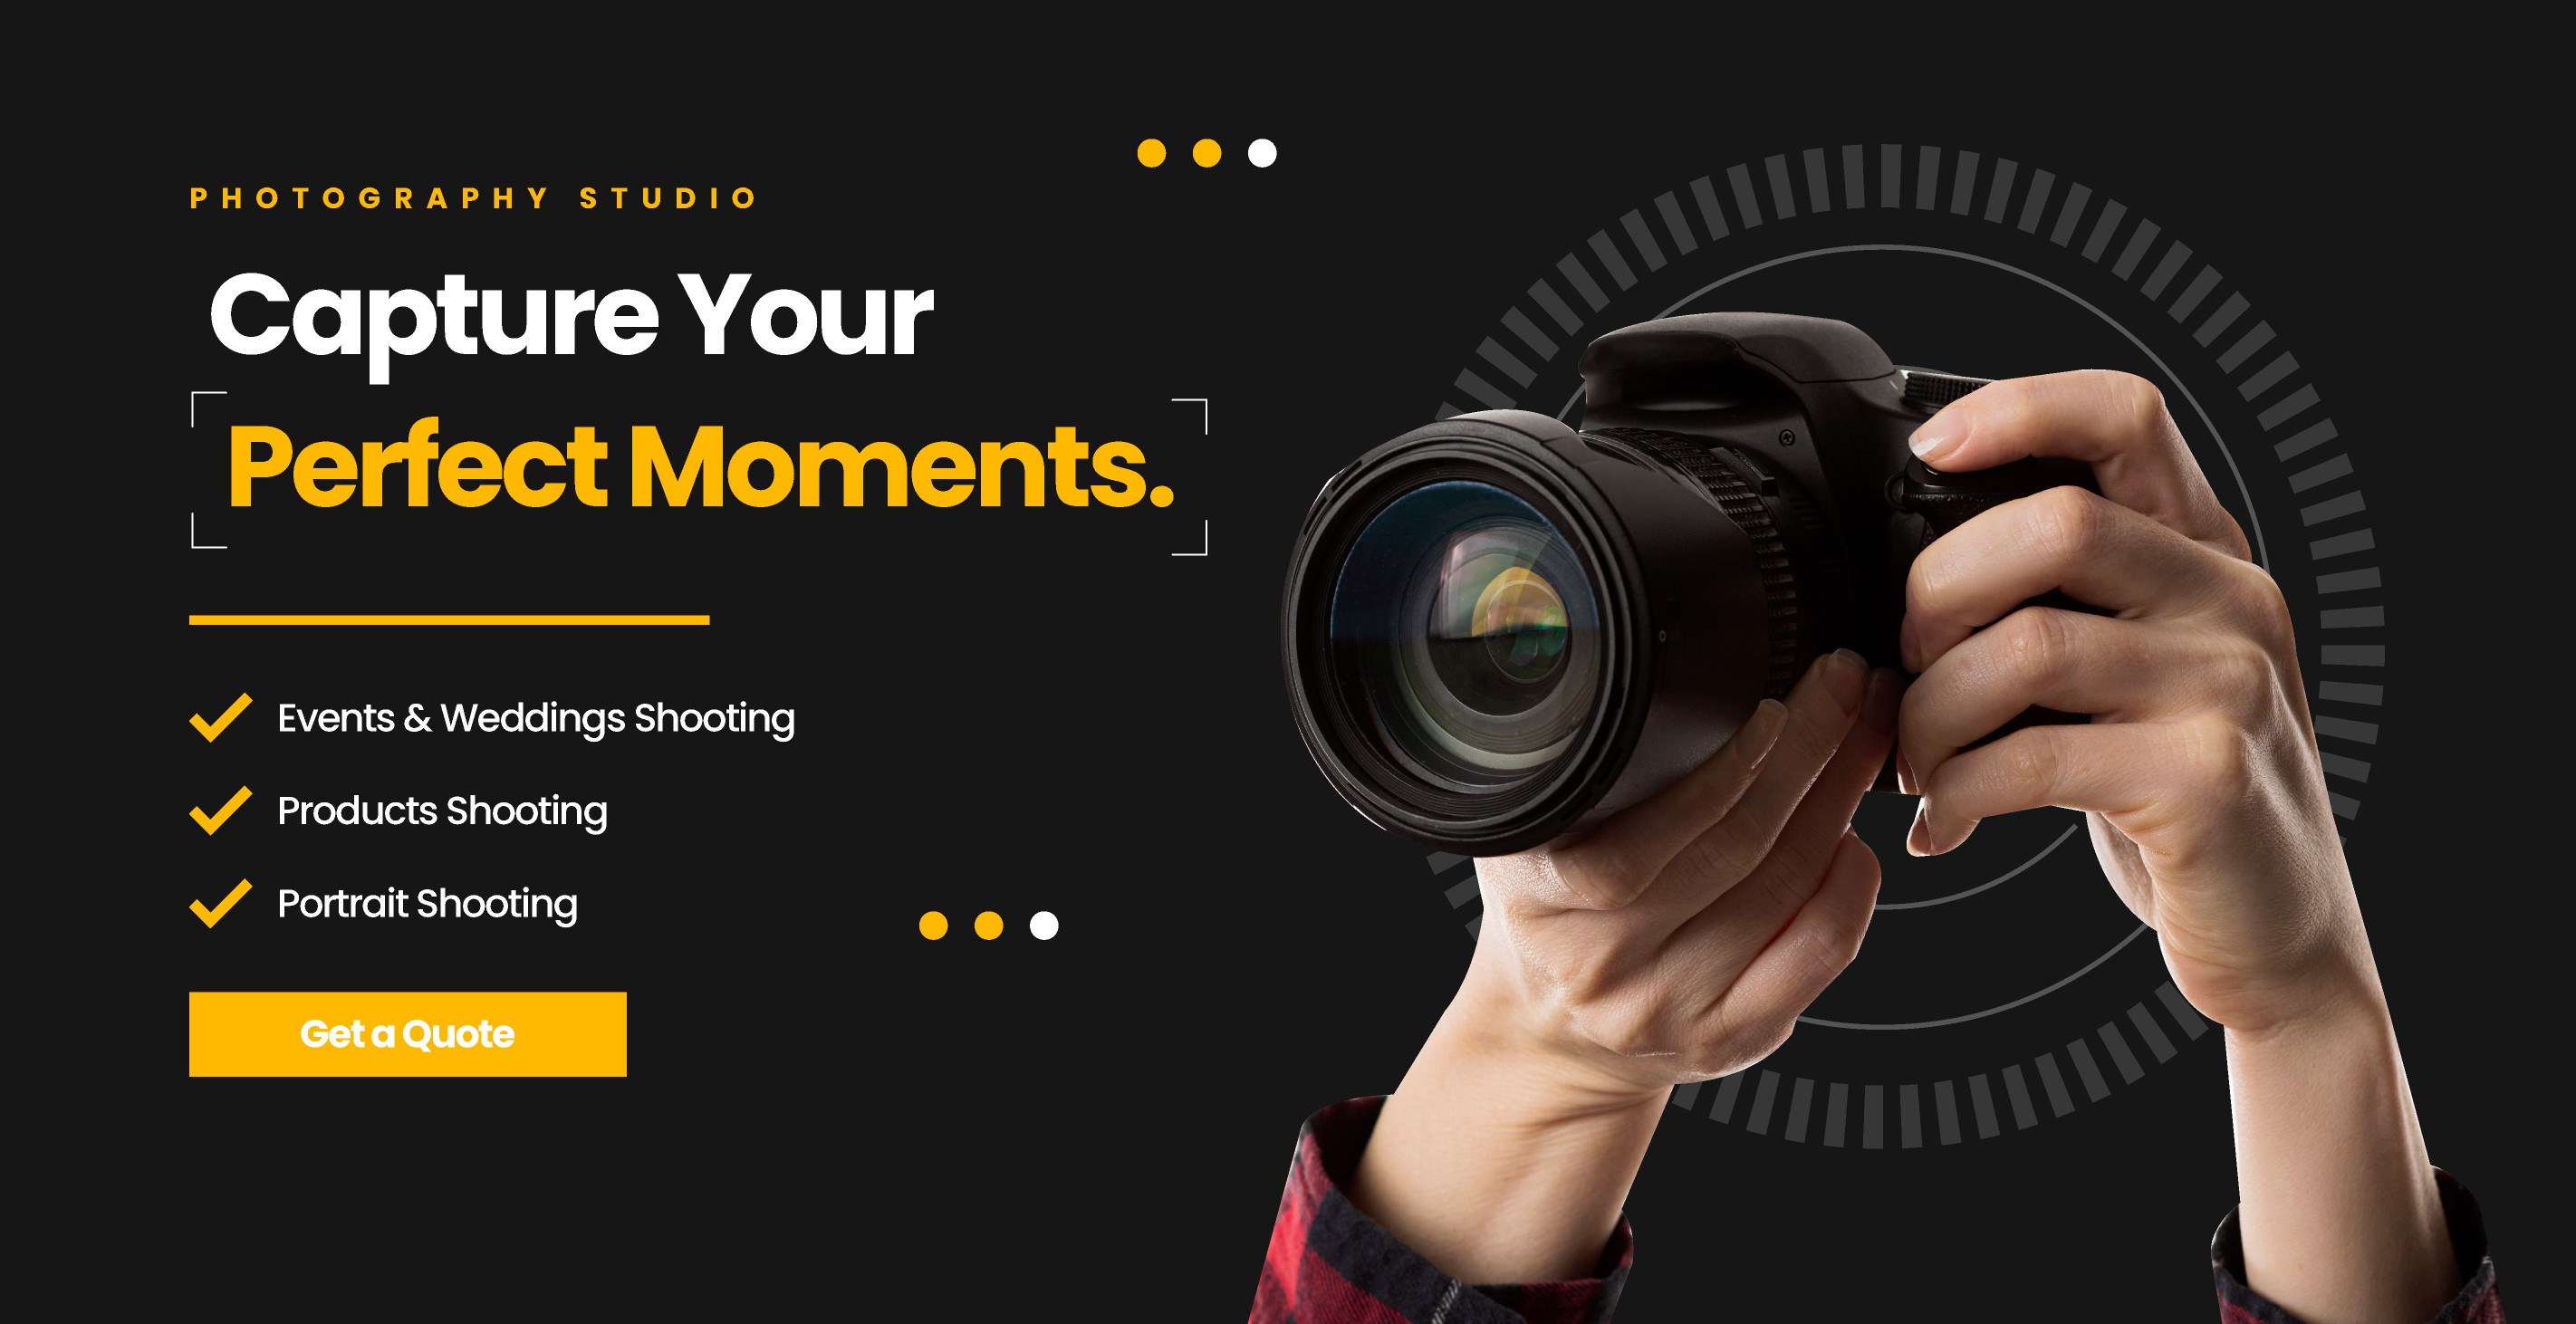 PHOTOGRAPHY STUDIO
Capture Your
Perfect Moments.
Events & Weddings Shooting
Products Shooting
Portrait Shooting
Get a Quote